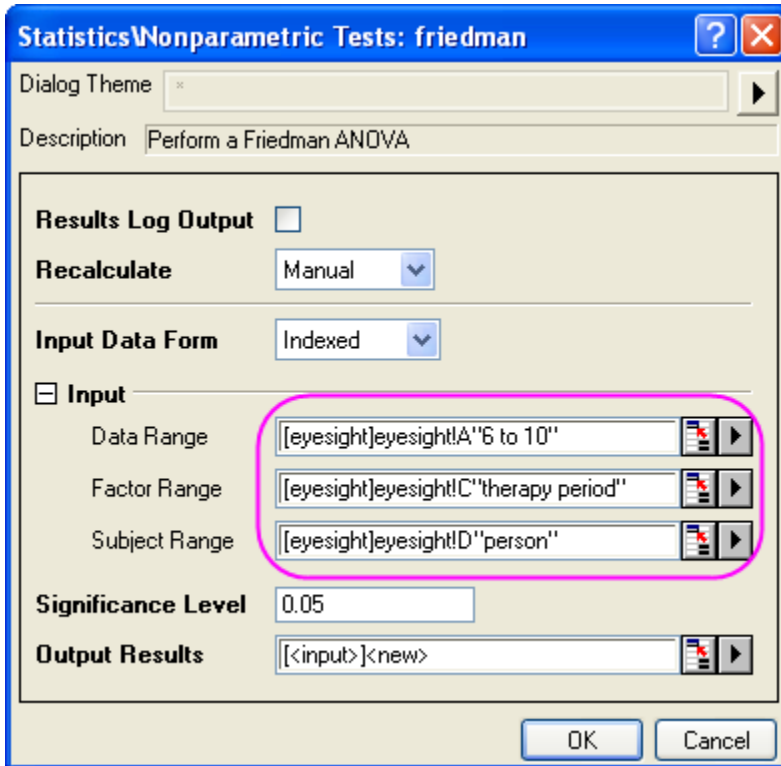 Statistics\Nonparametric Tests: friedman
Dialog Theme *
Description Perform a Friedman ANOVA
Results Log Output
Recalculate Manual
Input Data Form Indexed
Input
Data Range [eyesight]eyesight!A"6 to 10"
Factor Range [eyesight]eyesight!C"therapy period"
Subject Range [eyesight]eyesight!D"person"
Significance Level 0.05
Output Results [<input>]<new>
OK Cancel